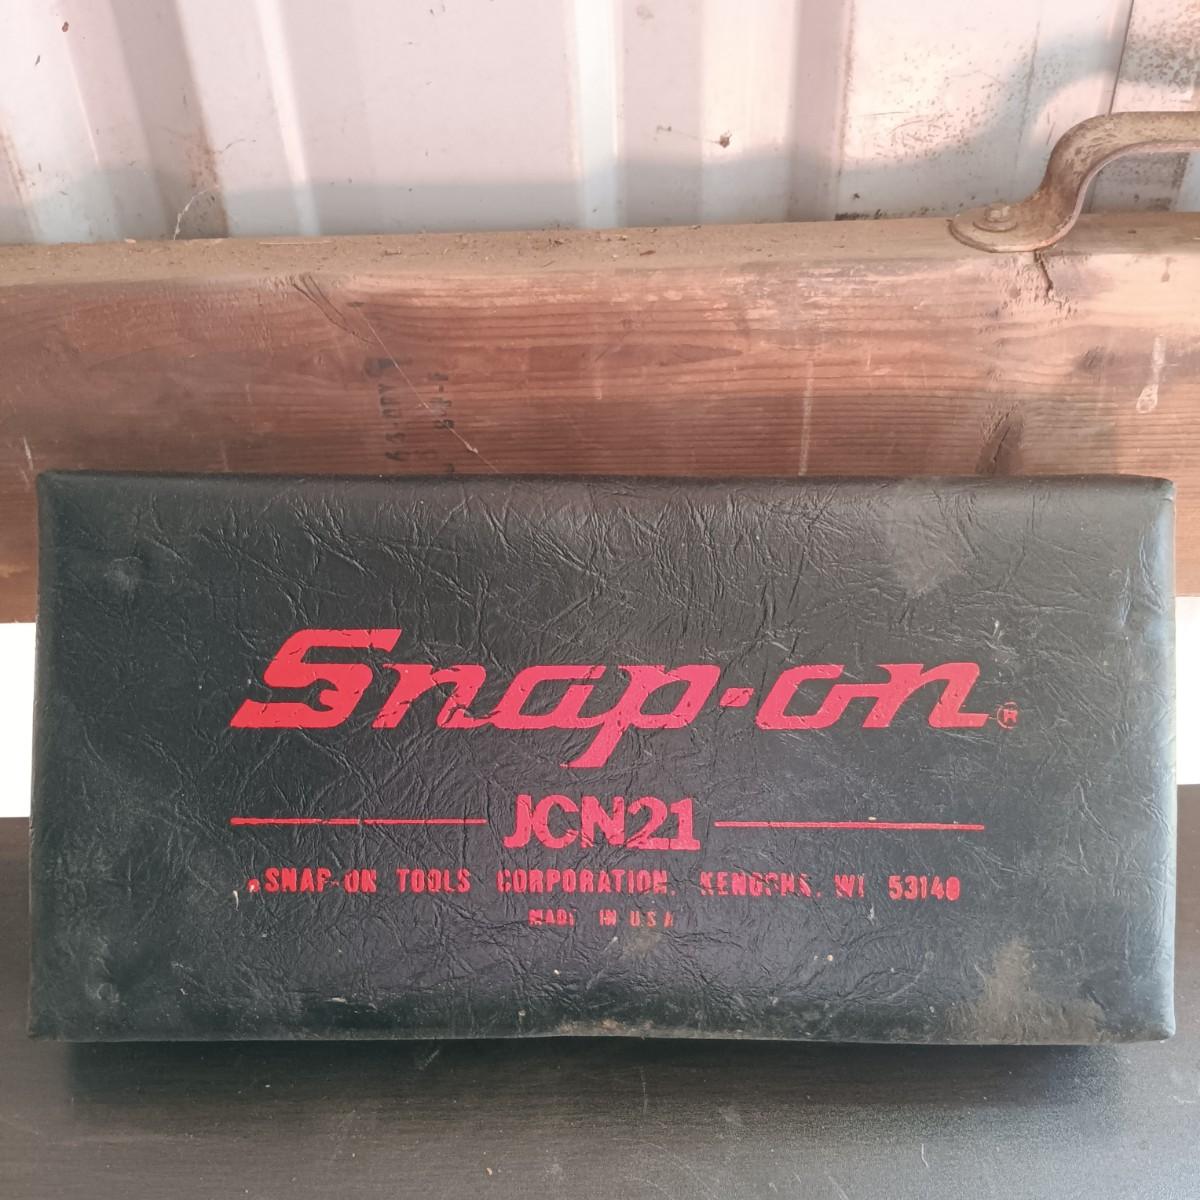 Snap-on®
JCN21
SNAP-ON TOOLS CORPORATION, KENOSHA, WI 53140
MADE IN U.S.A